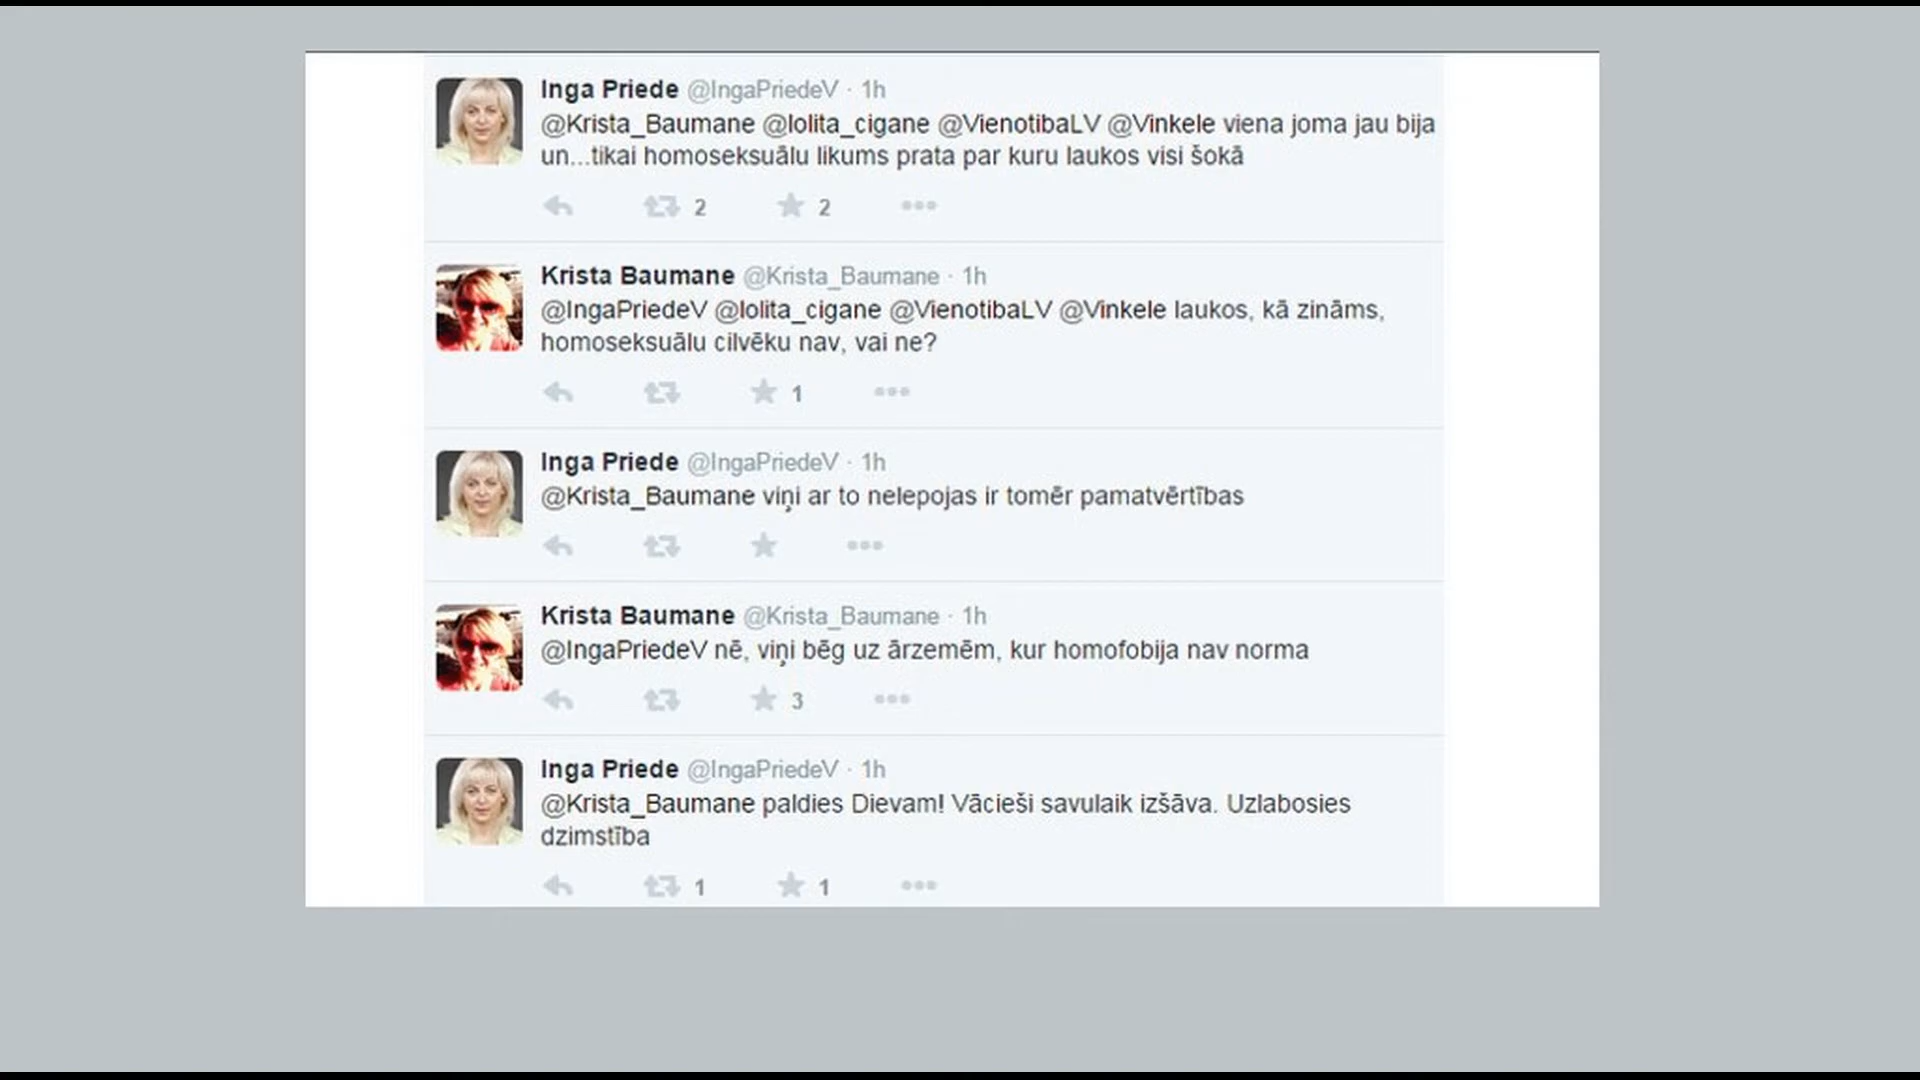 Inga Priede @IngaPriedeV · 1h
@Krista_Baumane @lolita_cigane @VienotibaLV @Vinkele viena joma jau bija
un...tikai homoseksuālu likums prata par kuru laukos visi šokā
2 2
Krista Baumane @Krista_Baumane · 1h
@IngaPriedeV @lolita_cigane @VienotibaLV @Vinkele laukos, kā zināms,
homoseksuālu cilvēku nav, vai ne?
1
Inga Priede @IngaPriedeV · 1h
@Krista_Baumane viņi ar to nelepojas ir tomēr pamatvērtības
Krista Baumane @Krista_Baumane · 1h
@IngaPriedeV nē, viņi bēg uz ārzemēm, kur homofobija nav norma
3
Inga Priede @IngaPriedeV · 1h
@Krista_Baumane paldies Dievam! Vācieši savulaik izšāva. Uzlabosies
dzimstība
1 1